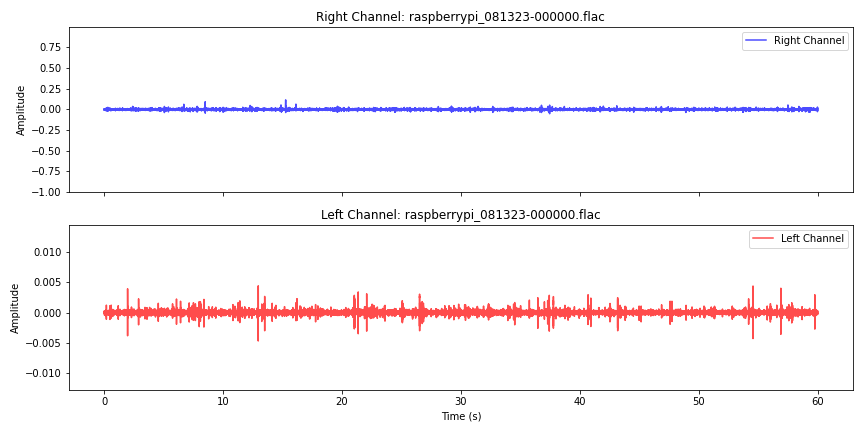 Right Channel: raspberrypi_081323-000000.flac
Right Channel
Amplitude
0.75
0.50
0.25
0.00
−0.25
−0.50
−0.75
−1.00
Left Channel: raspberrypi_081323-000000.flac
Left Channel
Amplitude
0.010
0.005
0.000
−0.005
−0.010
0 10 20 30 40 50 60
Time (s)